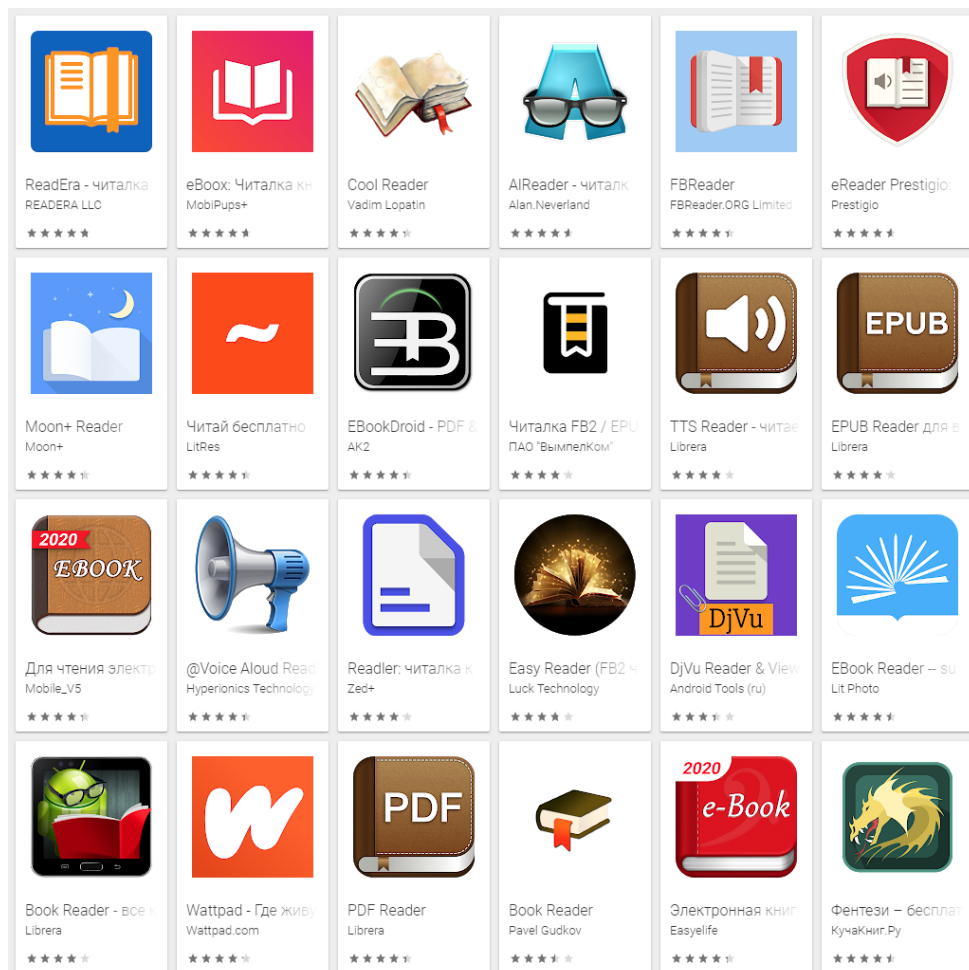 ReadEra - читалка
READERA LLC
eBoox: Читалка кн
MobiPups+
Cool Reader
Vadim Lopatin
AlReader - читалк
Alan.Neverland
FBReader
FBReader.ORG Limited
eReader Prestigio:
Prestigio
EB
EPUB
Moon+ Reader
Moon+
Читай бесплатно
LitRes
EBookDroid - PDF &
AK2
Читалка FB2 / EPU
ПАО "ВымпелКом"
TTS Reader - читае
Librera
EPUB Reader для в
Librera
2020
EBOOK
DjVu
Для чтения электр
Mobile_V5
@Voice Aloud Read
Hyperionics Technology
ReadIer: читалка к
Zed+
Easy Reader (FB2 ч
Luck Technology
DjVu Reader & View
Android Tools (ru)
EBook Reader -- su
Lit Photo
W
PDF
2020
e-Book
Book Reader - все к
Librera
Wattpad - Где живу
Wattpad.com
PDF Reader
Librera
Book Reader
Pavel Gudkov
Электронная книг
Easyelife
Фентези – бесплат
КучаКниг.Ру